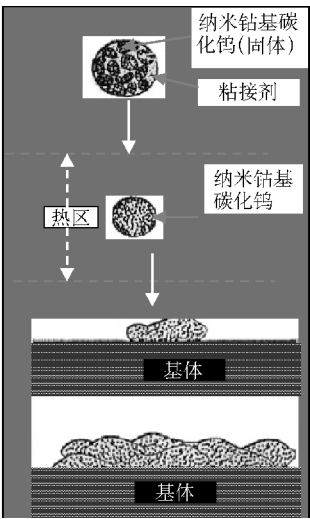 纳米钴基碳
化钨(固体)
粘接剂
纳米钴基
碳化钨
热区
基体
基体